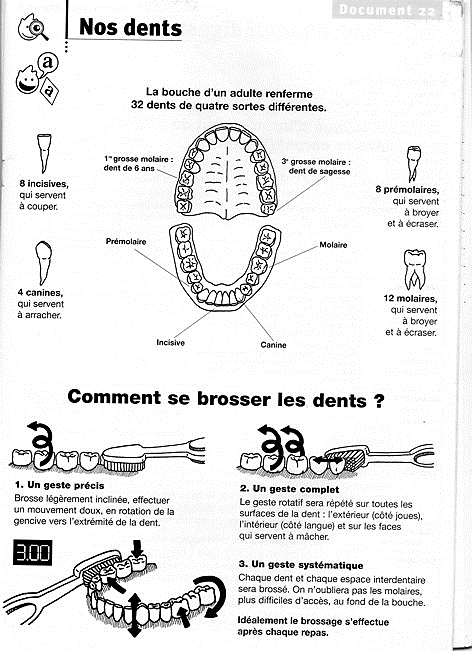 Document 22
Nos dents
a
a
La bouche d'un adulte renferme
32 dents de quatre sortes différentes.
1re grosse molaire :
dent de 6 ans
3e grosse molaire :
dent de sagesse
8 incisives,
qui servent
à couper.
8 prémolaires,
qui servent
à broyer
et à écraser.
Prémolaire
Molaire
4 canines,
qui servent
à arracher.
12 molaires,
qui servent
à broyer
et à écraser.
Incisive
Canine
Comment se brosser les dents ?
1. Un geste précis
Brosse légèrement inclinée, effectuer
un mouvement doux, en rotation de la
gencive vers l'extrémité de la dent.
2. Un geste complet
Le geste rotatif sera répété sur toutes les
surfaces de la dent : l'extérieur (côté joues),
l'intérieur (côté langue) et sur les faces
qui servent à mâcher.
3.00
3. Un geste systématique
Chaque dent et chaque espace interdentaire
sera brossé. On n'oubliera pas les molaires,
plus difficiles d'accès, au fond de la bouche.
Idéalement le brossage s'effectue
après chaque repas.